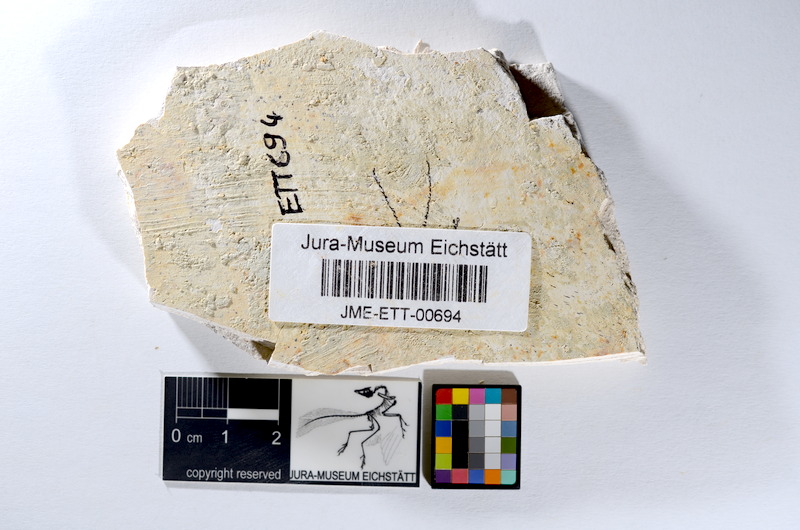 ETT694
Jura-Museum Eichstätt
JME-ETT-00694
0 cm 1 2
copyright reserved
JURA-MUSEUM EICHSTÄTT